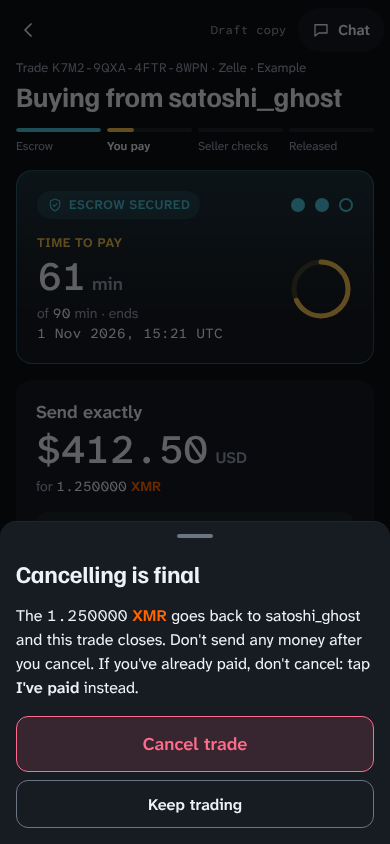 Draft copy
Chat
Trade K7M2-9QXA-4FTR-8WPN · Zelle · Example
Buying from satoshi_ghost
Escrow
You pay
Seller checks
Released
ESCROW SECURED
TIME TO PAY
61 min
of 90 min · ends
1 Nov 2026, 15:21 UTC
Send exactly
$412.50 USD
for 1.250000 XMR
Cancelling is final
The 1.250000 XMR goes back to satoshi_ghost
and this trade closes. Don't send any money after
you cancel. If you've already paid, don't cancel: tap
I've paid instead.
Cancel trade
Keep trading